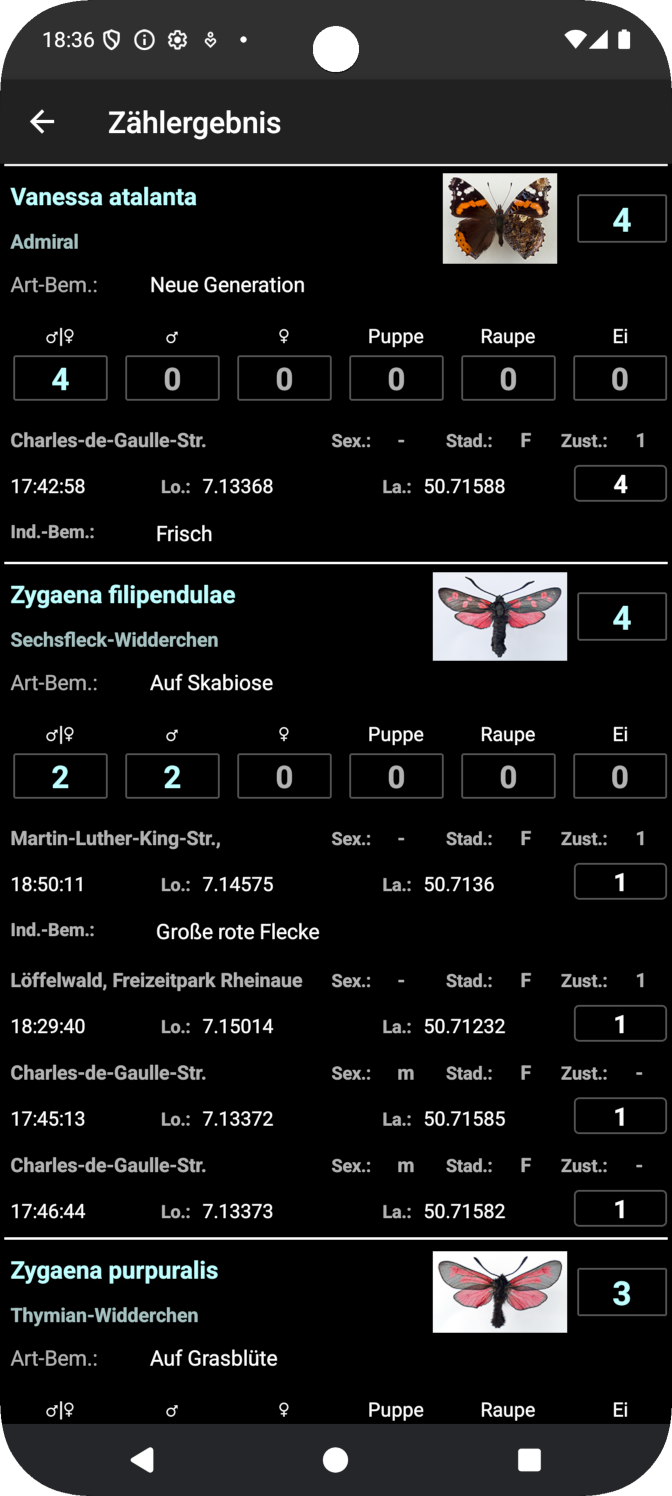 18:36
Zählergebnis
Vanessa atalanta
4
Admiral
Art-Bem.: Neue Generation
♂|♀ ♂ ♀ Puppe Raupe Ei
4 0 0 0 0 0
Charles-de-Gaulle-Str. Sex.: - Stad.: F Zust.: 1
17:42:58 Lo.: 7.13368 La.: 50.71588 4
Ind.-Bem.: Frisch
Zygaena filipendulae
4
Sechsfleck-Widderchen
Art-Bem.: Auf Skabiose
♂|♀ ♂ ♀ Puppe Raupe Ei
2 2 0 0 0 0
Martin-Luther-King-Str., Sex.: - Stad.: F Zust.: 1
18:50:11 Lo.: 7.14575 La.: 50.7136 1
Ind.-Bem.: Große rote Flecke
Löffelwald, Freizeitpark Rheinaue Sex.: - Stad.: F Zust.: 1
18:29:40 Lo.: 7.15014 La.: 50.71232 1
Charles-de-Gaulle-Str. Sex.: m Stad.: F Zust.: -
17:45:13 Lo.: 7.13372 La.: 50.71585 1
Charles-de-Gaulle-Str. Sex.: m Stad.: F Zust.: -
17:46:44 Lo.: 7.13373 La.: 50.71582 1
Zygaena purpuralis
3
Thymian-Widderchen
Art-Bem.: Auf Grasblüte
♂|♀ ♂ ♀ Puppe Raupe Ei